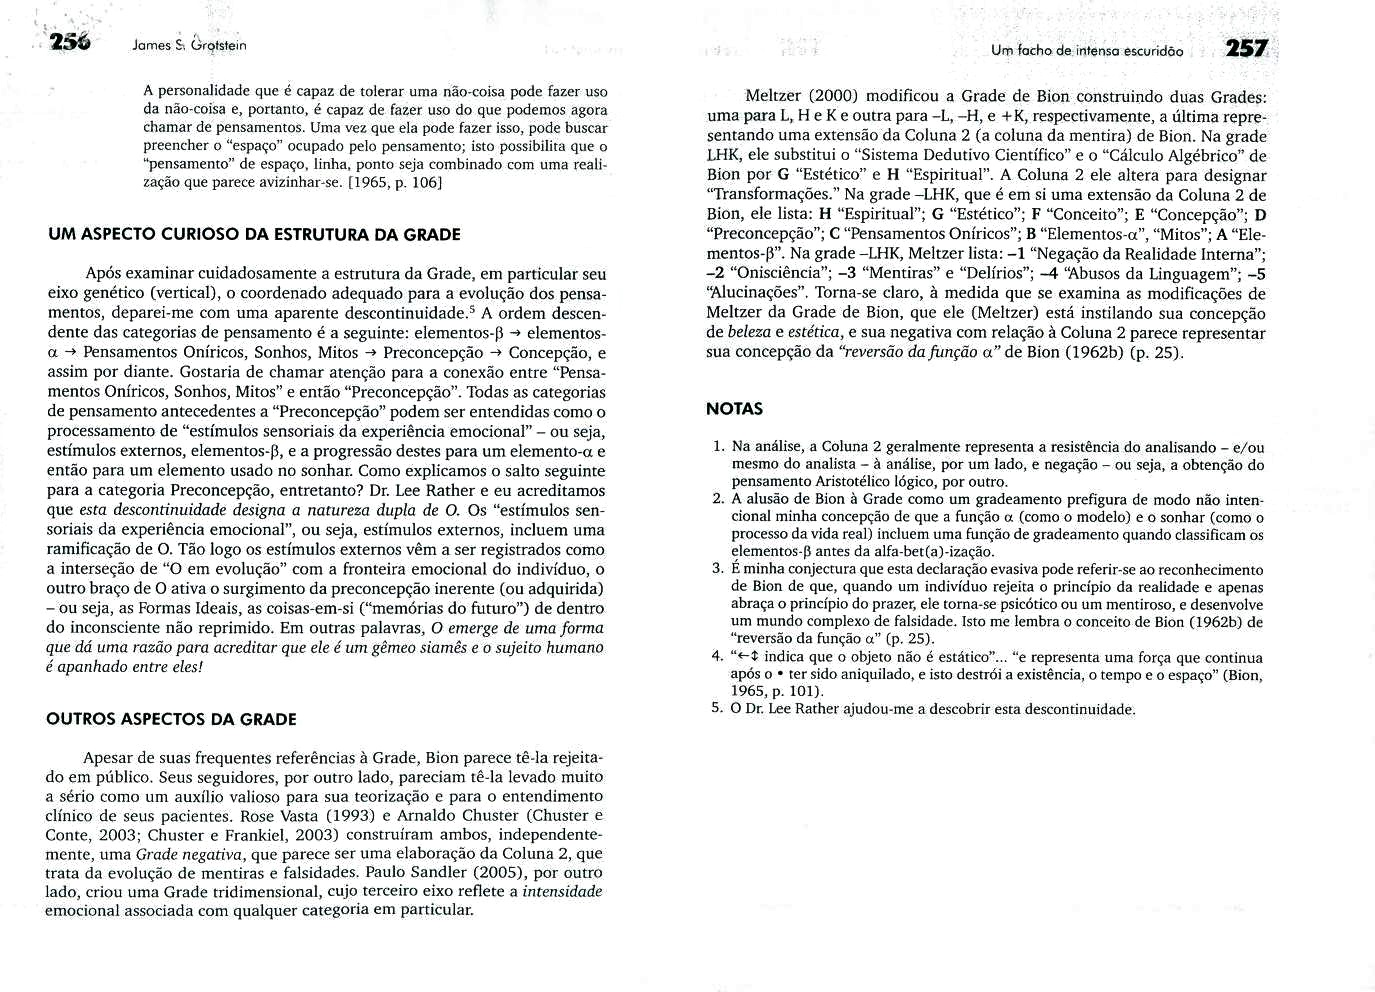 256 James S. Grotstein
A personalidade que é capaz de tolerar uma não-coisa pode fazer uso
da não-coisa e, portanto, é capaz de fazer uso do que podemos agora
chamar de pensamentos. Uma vez que ela pode fazer isso, pode buscar
preencher o “espaço” ocupado pelo pensamento; isto possibilita que o
“pensamento” de espaço, linha, ponto seja combinado com uma reali-
zação que parece avizinhar-se. [1965, p. 106]
UM ASPECTO CURIOSO DA ESTRUTURA DA GRADE
Após examinar cuidadosamente a estrutura da Grade, em particular seu
eixo genético (vertical), o coordenado adequado para a evolução dos pensa-
mentos, deparei-me com uma aparente descontinuidade.⁵ A ordem descen-
dente das categorias de pensamento é a seguinte: elementos-β → elementos-
α → Pensamentos Oníricos, Sonhos, Mitos → Preconcepção → Concepção, e
assim por diante. Gostaria de chamar atenção para a conexão entre “Pensa-
mentos Oníricos, Sonhos, Mitos” e então “Preconcepção”. Todas as categorias
de pensamento antecedentes a “Preconcepção” podem ser entendidas como o
processamento de “estímulos sensoriais da experiência emocional” – ou seja,
estímulos externos, elementos-β, e a progressão destes para um elemento-α e
então para um elemento usado no sonhar. Como explicamos o salto seguinte
para a categoria Preconcepção, entretanto? Dr. Lee Rather e eu acreditamos
que esta descontinuidade designa a natureza dupla de O. Os “estímulos sen-
soriais da experiência emocional”, ou seja, estímulos externos, incluem uma
ramificação de O. Tão logo os estímulos externos vêm a ser registrados como
a interseção de “O em evolução” com a fronteira emocional do indivíduo, o
outro braço de O ativa o surgimento da preconcepção inerente (ou adquirida)
– ou seja, as Formas Ideais, as coisas-em-si (“memórias do futuro”) de dentro
do inconsciente não reprimido. Em outras palavras, O emerge de uma forma
que dá uma razão para acreditar que ele é um gêmeo siamês e o sujeito humano
é apanhado entre eles!
OUTROS ASPECTOS DA GRADE
Apesar de suas frequentes referências à Grade, Bion parece tê-la rejeita-
do em público. Seus seguidores, por outro lado, pareciam tê-la levado muito
a sério como um auxílio valioso para sua teorização e para o entendimento
clínico de seus pacientes. Rose Vasta (1993) e Arnaldo Chuster (Chuster e
Conte, 2003; Chuster e Frankiel, 2003) construíram ambos, independente-
mente, uma Grade negativa, que parece ser uma elaboração da Coluna 2, que
trata da evolução de mentiras e falsidades. Paulo Sandler (2005), por outro
lado, criou uma Grade tridimensional, cujo terceiro eixo reflete a intensidade
emocional associada com qualquer categoria em particular.
Um facho de intensa escuridão 257
Meltzer (2000) modificou a Grade de Bion construindo duas Grades:
uma para L, H e K e outra para –L, –H, e +K, respectivamente, a última repre-
sentando uma extensão da Coluna 2 (a coluna da mentira) de Bion. Na grade
LHK, ele substitui o “Sistema Dedutivo Científico” e o “Cálculo Algébrico” de
Bion por G “Estético” e H “Espiritual”. A Coluna 2 ele altera para designar
“Transformações.” Na grade –LHK, que é em si uma extensão da Coluna 2 de
Bion, ele lista: H “Espiritual”; G “Estético”; F “Conceito”; E “Concepção”; D
“Preconcepção”; C “Pensamentos Oníricos”; B “Elementos-α”, “Mitos”; A “Ele-
mentos-β”. Na grade –LHK, Meltzer lista: –1 “Negação da Realidade Interna”;
–2 “Onisciência”; –3 “Mentiras” e “Delírios”; –4 “Abusos da Linguagem”; –5
“Alucinações”. Torna-se claro, à medida que se examina as modificações de
Meltzer da Grade de Bion, que ele (Meltzer) está instilando sua concepção
de beleza e estética, e sua negativa com relação à Coluna 2 parece representar
sua concepção da “reversão da função α” de Bion (1962b) (p. 25).
NOTAS
1. Na análise, a Coluna 2 geralmente representa a resistência do analisando – e/ou
mesmo do analista – à análise, por um lado, e negação – ou seja, a obtenção do
pensamento Aristotélico lógico, por outro.
2. A alusão de Bion à Grade como um gradeamento prefigura de modo não inten-
cional minha concepção de que a função α (como o modelo) e o sonhar (como o
processo da vida real) incluem uma função de gradeamento quando classificam os
elementos-β antes da alfa-bet(a)-ização.
3. É minha conjectura que esta declaração evasiva pode referir-se ao reconhecimento
de Bion de que, quando um indivíduo rejeita o princípio da realidade e apenas
abraça o princípio do prazer, ele torna-se psicótico ou um mentiroso, e desenvolve
um mundo complexo de falsidade. Isto me lembra o conceito de Bion (1962b) de
“reversão da função α” (p. 25).
4. “←↕ indica que o objeto não é estático”... “e representa uma força que continua
após o • ter sido aniquilado, e isto destrói a existência, o tempo e o espaço” (Bion,
1965, p. 101).
5. O Dr. Lee Rather ajudou-me a descobrir esta descontinuidade.